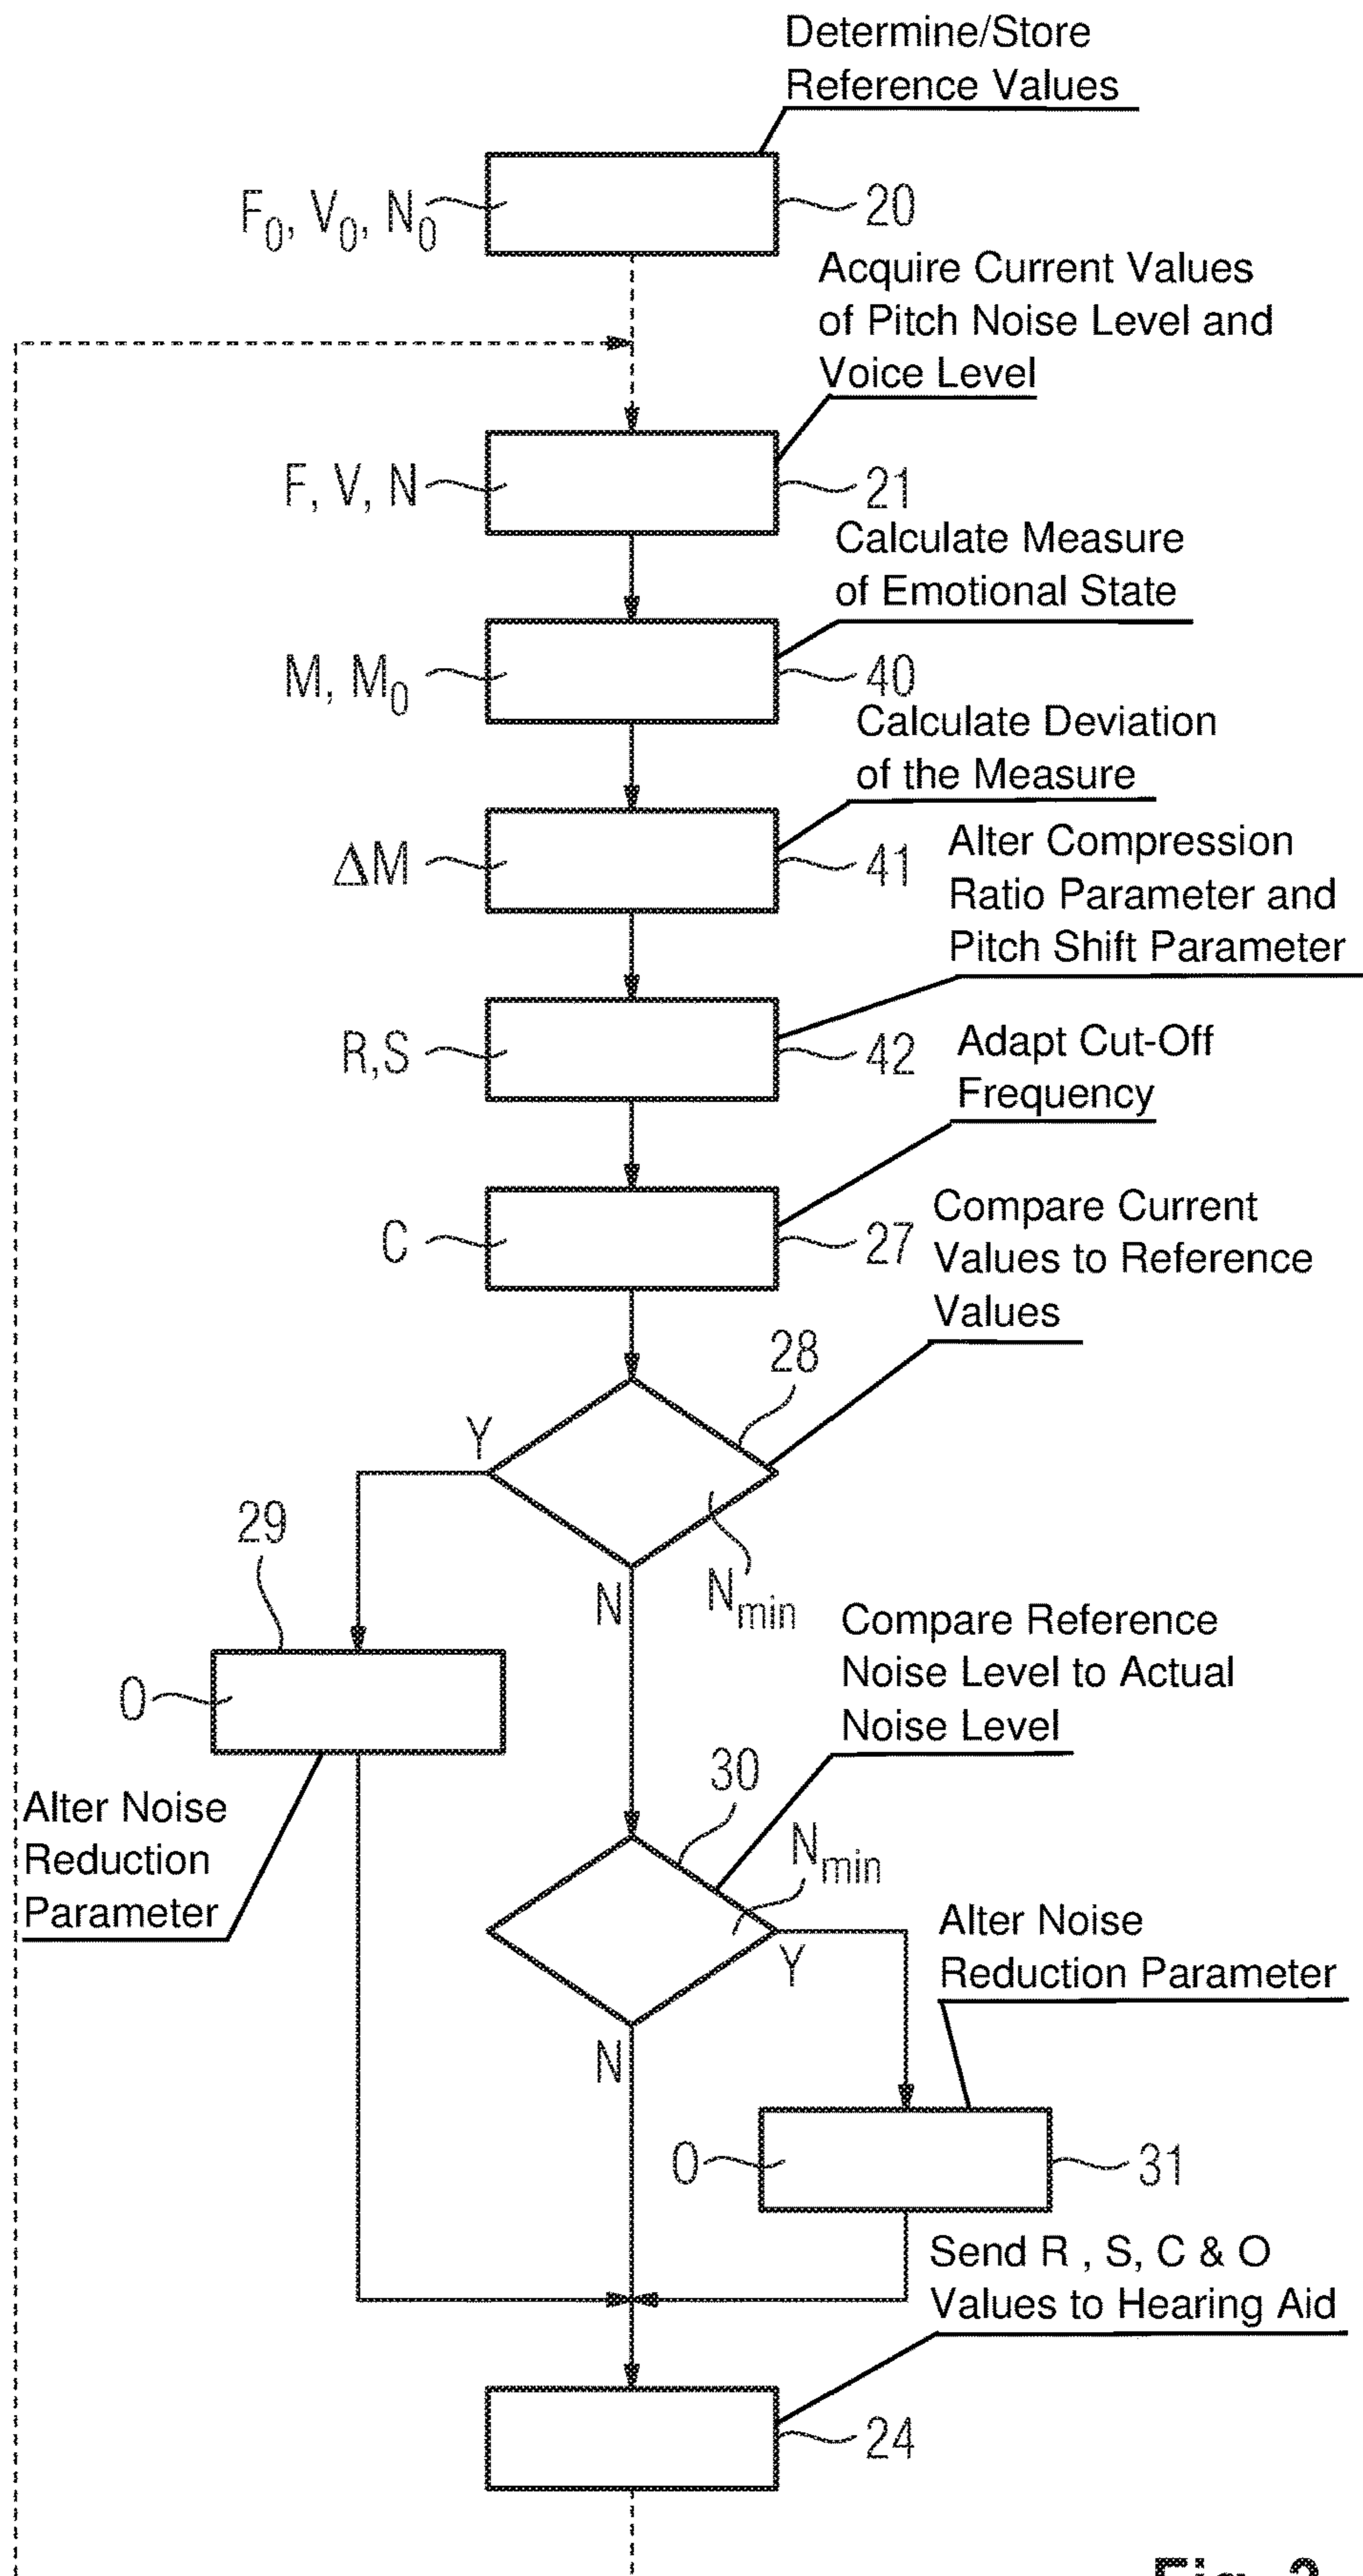 Determine/Store
Reference Values
F0, V0, N0
20
Acquire Current Values
of Pitch Noise Level and
Voice Level
F, V, N
21
Calculate Measure
of Emotional State
M, M0
40
Calculate Deviation
of the Measure
ΔM
41
Alter Compression
Ratio Parameter and
Pitch Shift Parameter
R,S
42
Adapt Cut-Off
Frequency
C
27
Compare Current
Values to Reference
Values
28
Y
Nmin
N
29
O
Alter Noise
Reduction
Parameter
Compare Reference
Noise Level to Actual
Noise Level
30
Nmin
Y
N
Alter Noise
Reduction Parameter
O
31
Send R , S, C & O
Values to Hearing Aid
24